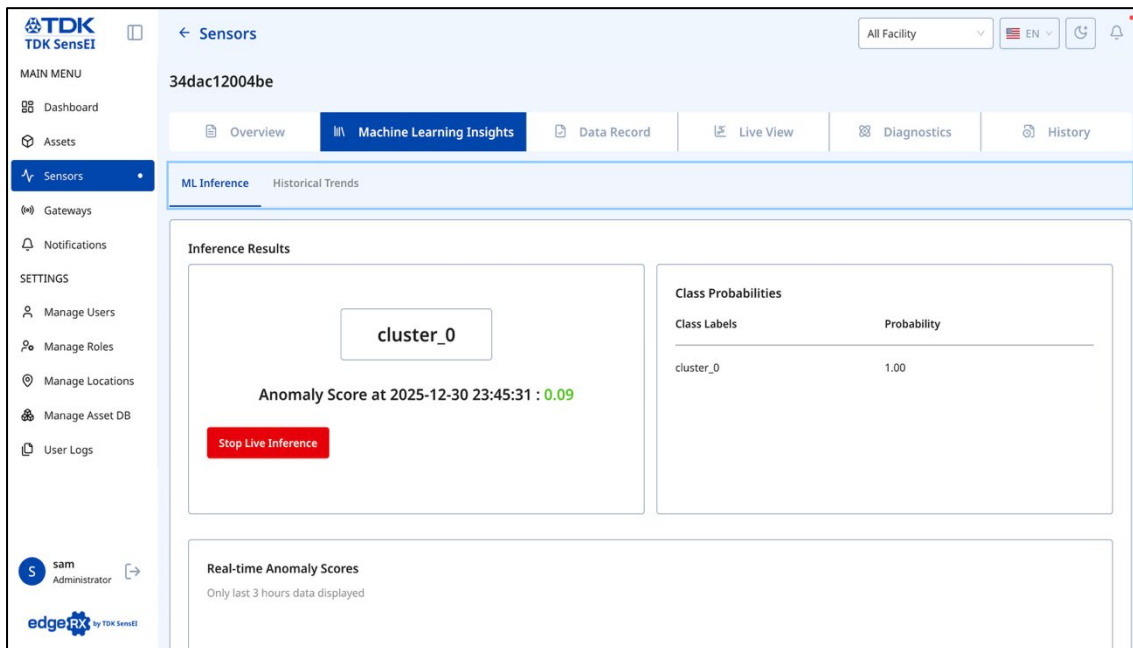 TDK
TDK SensEI
MAIN MENU
Dashboard
Assets
Sensors
Gateways
Notifications
SETTINGS
Manage Users
Manage Roles
Manage Locations
Manage Asset DB
User Logs
S
sam
Administrator
edgeRX by TDK SensEI
← Sensors
All Facility
EN
34dac12004be
Overview
Machine Learning Insights
Data Record
Live View
Diagnostics
History
ML Inference
Historical Trends
Inference Results
cluster_0
Anomaly Score at 2025-12-30 23:45:31 : 0.09
Stop Live Inference
Class Probabilities
Class Labels Probability
cluster_0 1.00
Real-time Anomaly Scores
Only last 3 hours data displayed